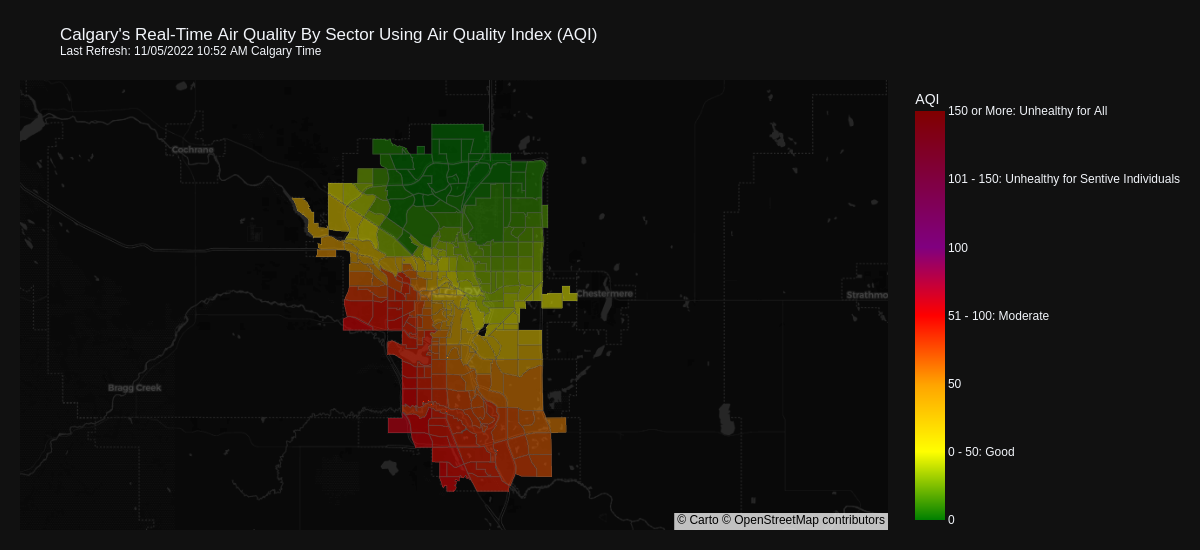 Calgary's Real-Time Air Quality By Sector Using Air Quality Index (AQI)
Last Refresh: 11/05/2022 10:52 AM Calgary Time
AQI
150 or More: Unhealthy for All
Cochrane
101 - 150: Unhealthy for Sentive Individuals
100
CALGARY
Chestermere
Strathmo
51 - 100: Moderate
Bragg Creek
50
0 - 50: Good
0
© Carto © OpenStreetMap contributors